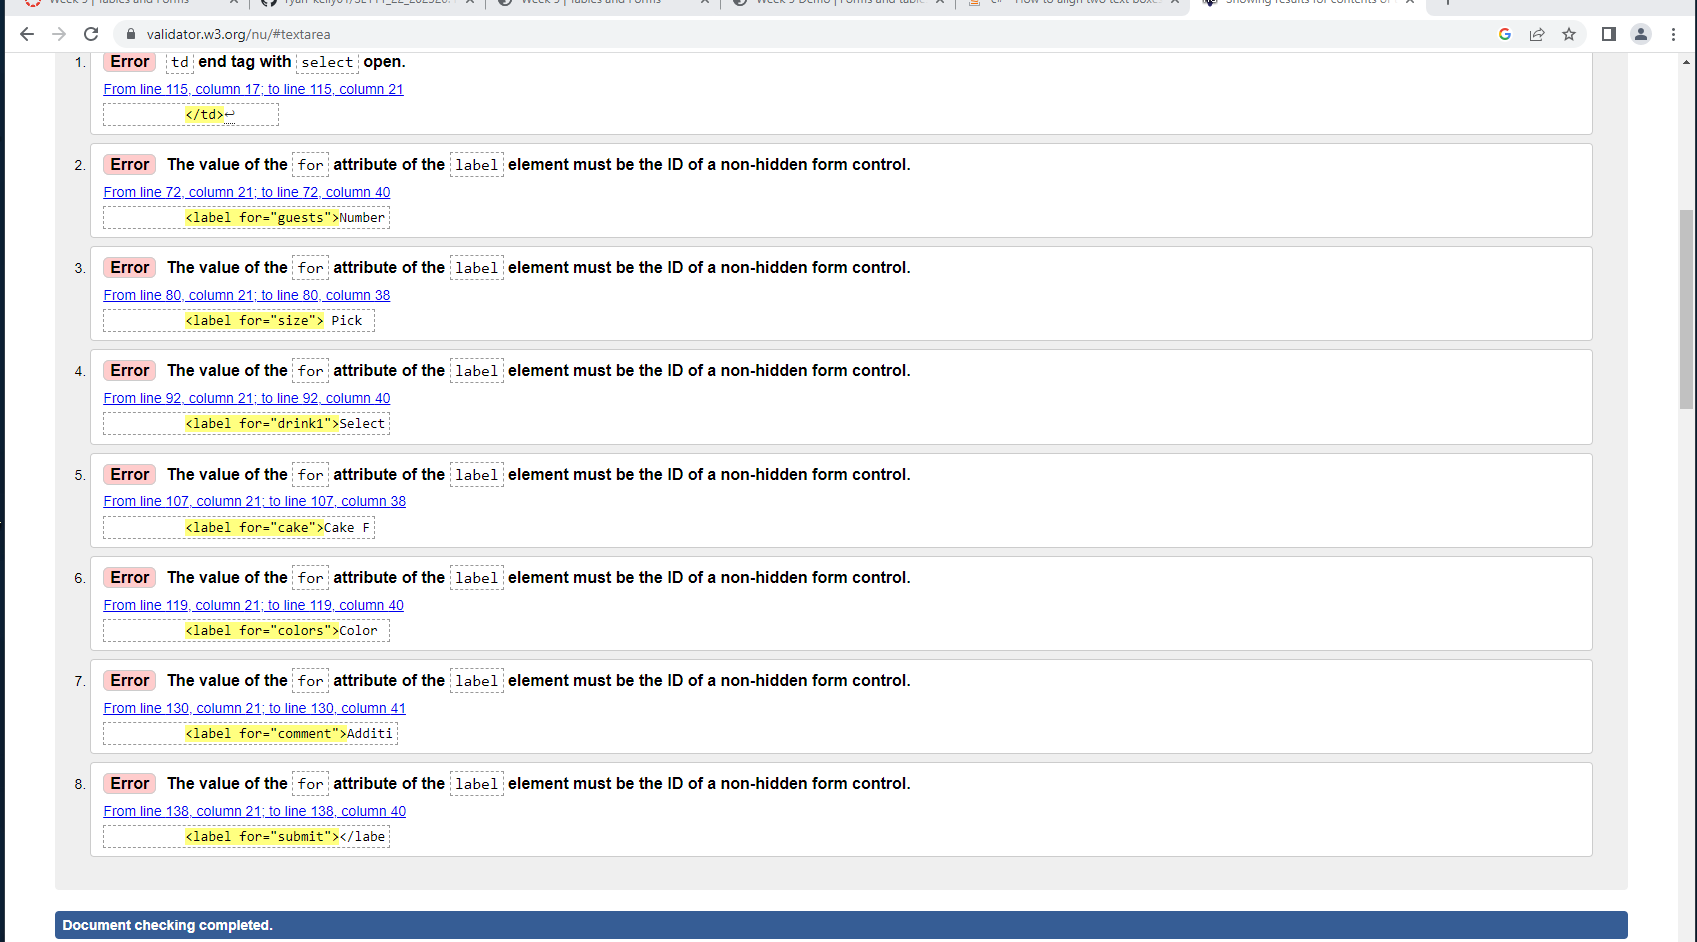 validator.w3.org/nu/#textarea
1. Error td end tag with select open.
From line 115, column 17; to line 115, column 21
</td>↩
2. Error The value of the for attribute of the label element must be the ID of a non-hidden form control.
From line 72, column 21; to line 72, column 40
<label for="guests">Number
3. Error The value of the for attribute of the label element must be the ID of a non-hidden form control.
From line 80, column 21; to line 80, column 38
<label for="size"> Pick
4. Error The value of the for attribute of the label element must be the ID of a non-hidden form control.
From line 92, column 21; to line 92, column 40
<label for="drink1">Select
5. Error The value of the for attribute of the label element must be the ID of a non-hidden form control.
From line 107, column 21; to line 107, column 38
<label for="cake">Cake F
6. Error The value of the for attribute of the label element must be the ID of a non-hidden form control.
From line 119, column 21; to line 119, column 40
<label for="colors">Color
7. Error The value of the for attribute of the label element must be the ID of a non-hidden form control.
From line 130, column 21; to line 130, column 41
<label for="comment">Additi
8. Error The value of the for attribute of the label element must be the ID of a non-hidden form control.
From line 138, column 21; to line 138, column 40
<label for="submit"></labe
Document checking completed.